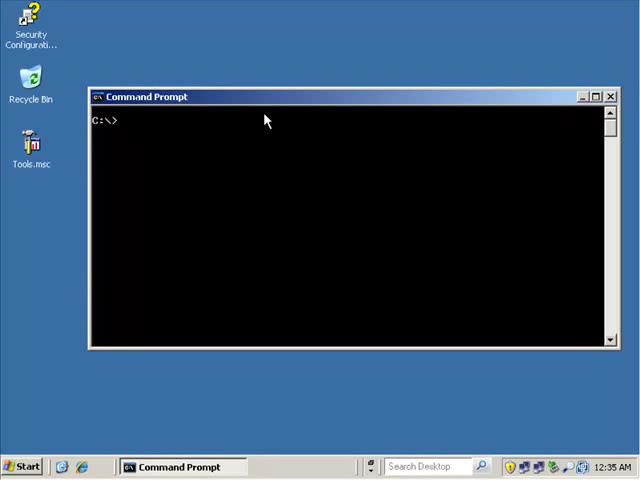 Security
Configurati...
Recycle Bin
Tools.msc
Command Prompt
C:\>
Start
Command Prompt
Search Desktop
12:35 AM